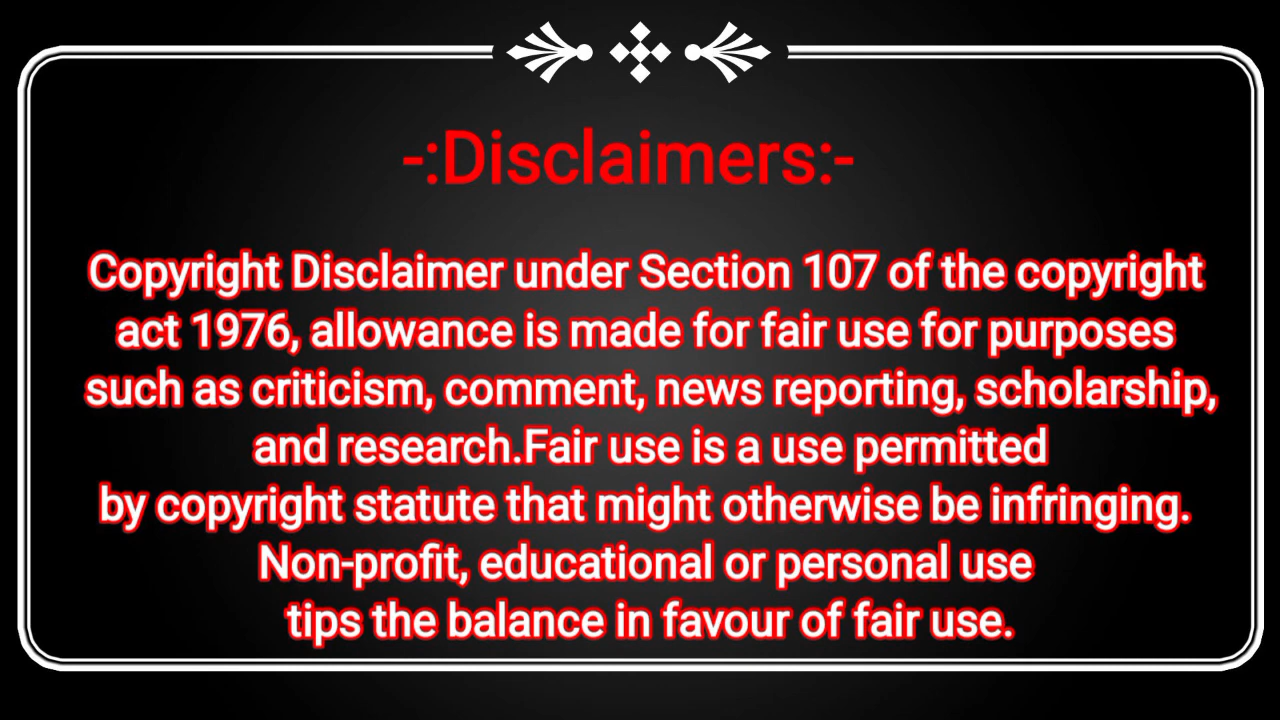 -:Disclaimers:-
Copyright Disclaimer under Section 107 of the copyright
act 1976, allowance is made for fair use for purposes
such as criticism, comment, news reporting, scholarship,
and research.Fair use is a use permitted
by copyright statute that might otherwise be infringing.
Non-profit, educational or personal use
tips the balance in favour of fair use.